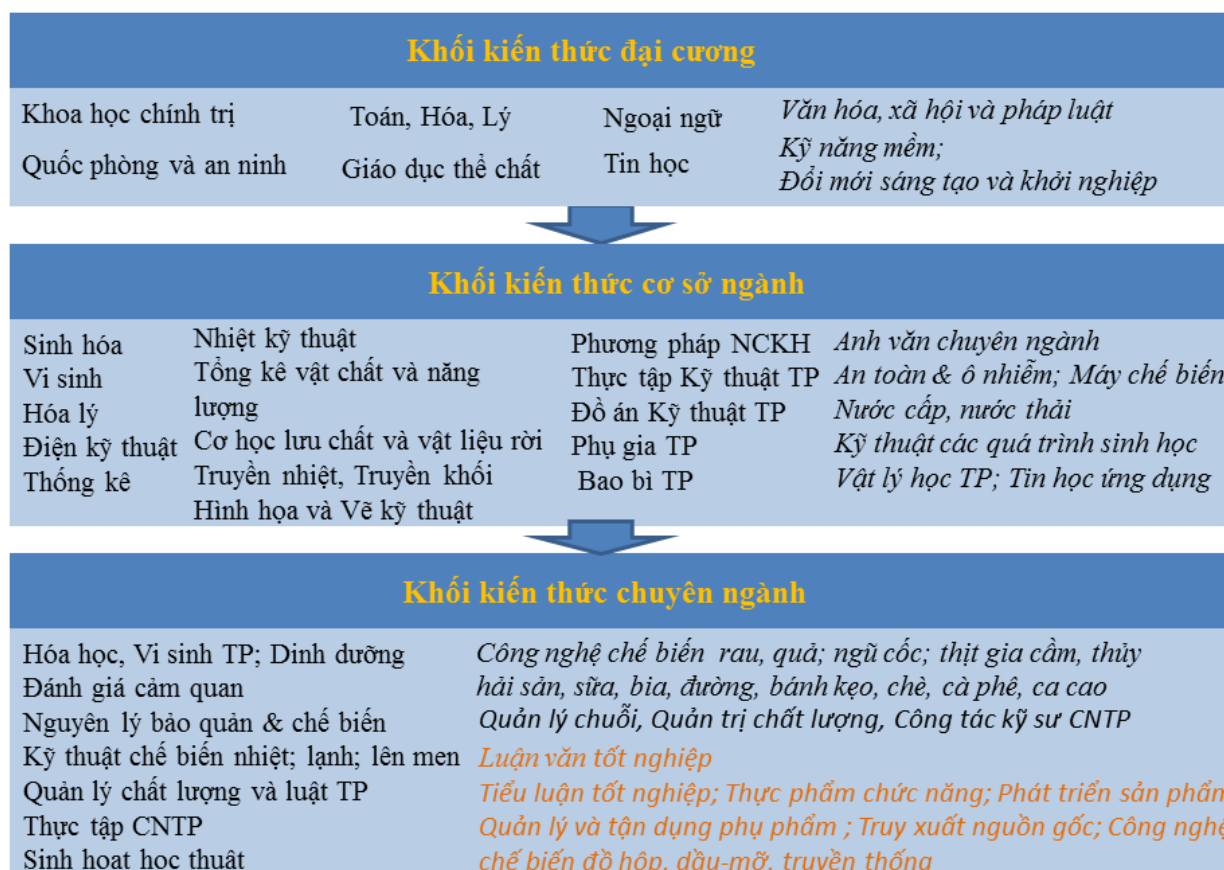 Khối kiến thức đại cương
Khoa học chính trị
Quốc phòng và an ninh
Toán, Hóa, Lý
Giáo dục thể chất
Ngoại ngữ
Tin học
Văn hóa, xã hội và pháp luật
Kỹ năng mềm;
Đổi mới sáng tạo và khởi nghiệp
Khối kiến thức cơ sở ngành
Sinh hóa
Vi sinh
Hóa lý
Điện kỹ thuật
Thống kê
Nhiệt kỹ thuật
Tổng kê vật chất và năng
lượng
Cơ học lưu chất và vật liệu rời
Truyền nhiệt, Truyền khối
Hình họa và Vẽ kỹ thuật
Phương pháp NCKH
Thực tập Kỹ thuật TP
Đồ án Kỹ thuật TP
Phụ gia TP
Bao bì TP
Anh văn chuyên ngành
An toàn & ô nhiễm; Máy chế biến
Nước cấp, nước thải
Kỹ thuật các quá trình sinh học
Vật lý học TP; Tin học ứng dụng
Khối kiến thức chuyên ngành
Hóa học, Vi sinh TP; Dinh dưỡng
Đánh giá cảm quan
Nguyên lý bảo quản & chế biến
Kỹ thuật chế biến nhiệt; lạnh; lên men
Quản lý chất lượng và luật TP
Thực tập CNTP
Sinh hoạt học thuật
Công nghệ chế biến rau, quả; ngũ cốc; thịt gia cầm, thủy
hải sản, sữa, bia, đường, bánh kẹo, chè, cà phê, ca cao
Quản lý chuỗi, Quản trị chất lượng, Công tác kỹ sư CNTP
Luận văn tốt nghiệp
Tiểu luận tốt nghiệp; Thực phẩm chức năng; Phát triển sản phẩm
Quản lý và tận dụng phụ phẩm ; Truy xuất nguồn gốc; Công nghệ
chế biến đồ hộp, dầu-mỡ, truyền thống